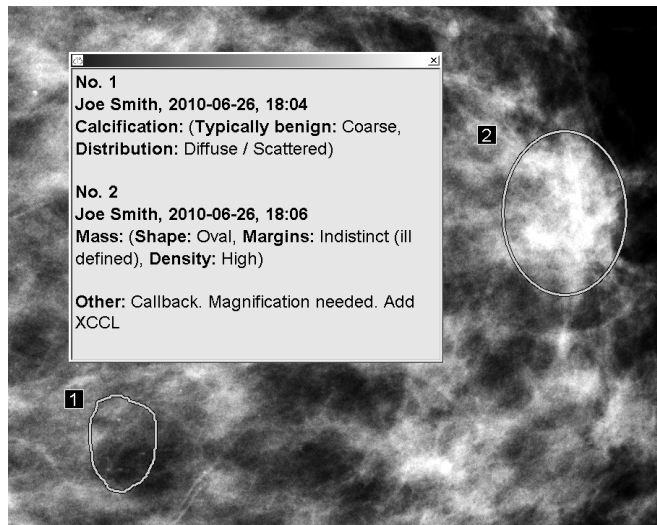 No. 1
Joe Smith, 2010-06-26, 18:04
Calcification: (Typically benign: Coarse,
Distribution: Diffuse / Scattered)
No. 2
Joe Smith, 2010-06-26, 18:06
Mass: (Shape: Oval, Margins: Indistinct (ill
defined), Density: High)
Other: Callback. Magnification needed. Add
XCCL
2
1